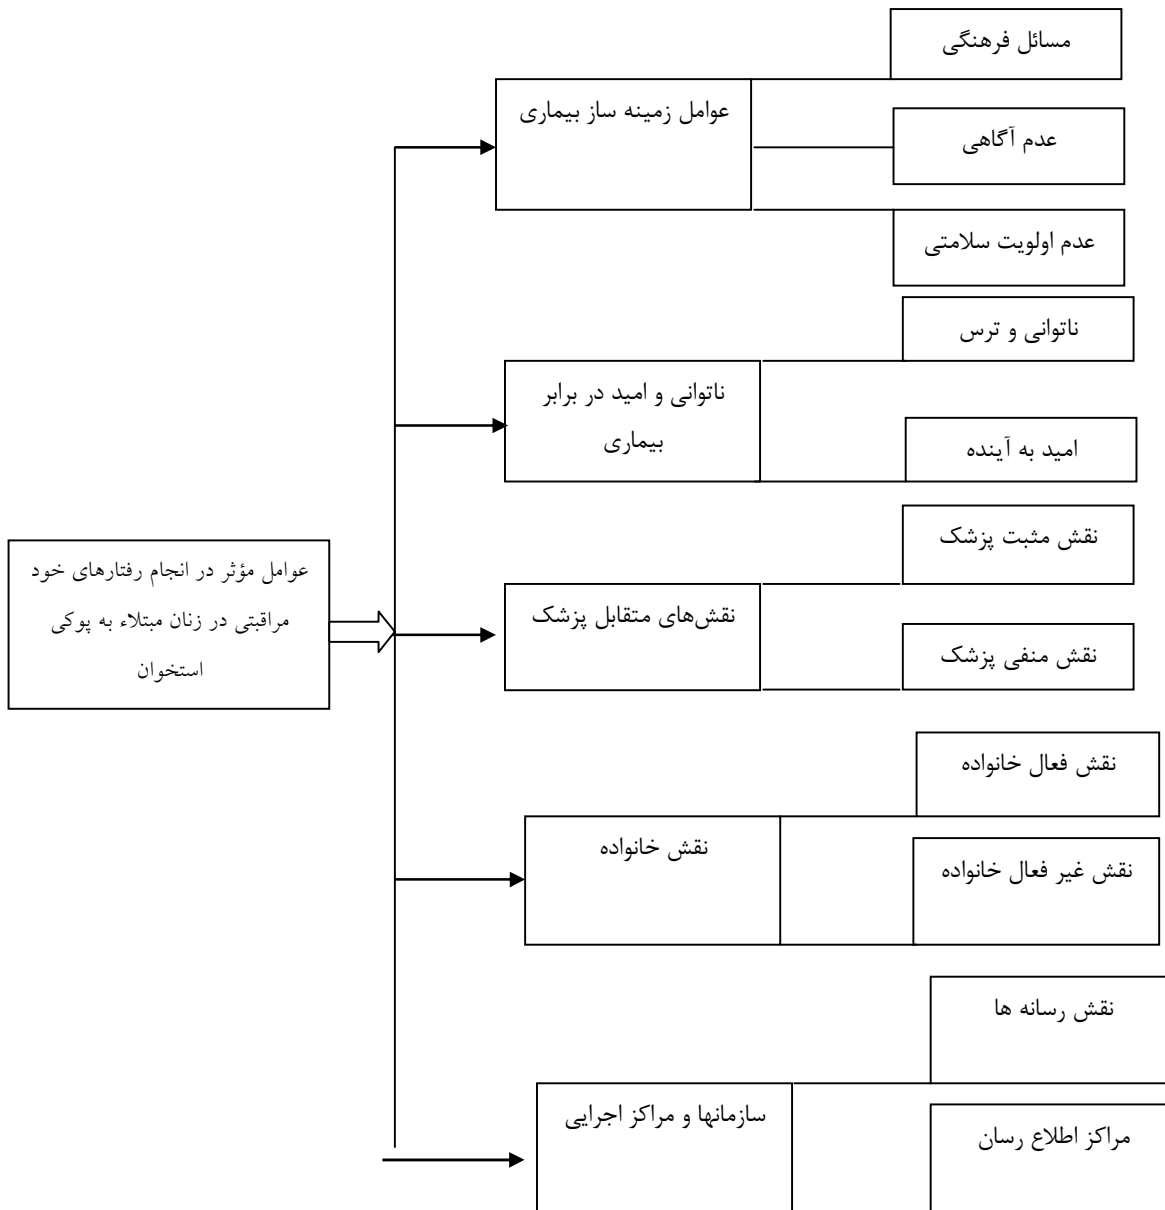 عوامل مؤثر در انجام رفتارهای خود
مراقبتی در زنان مبتلاء به پوکی
استخوان
عوامل زمینه ساز بیماری
مسائل فرهنگی
عدم آگاهی
عدم اولویت سلامتی
ناتوانی و امید در برابر
بیماری
ناتوانی و ترس
امید به آینده
نقش‌های متقابل پزشک
نقش مثبت پزشک
نقش منفی پزشک
نقش خانواده
نقش فعال خانواده
نقش غیر فعال خانواده
سازمانها و مراکز اجرایی
نقش رسانه ها
مراکز اطلاع رسان